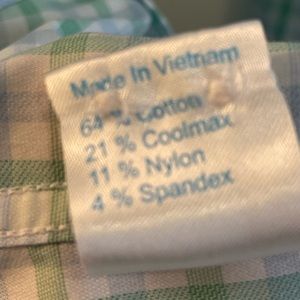 Made In Vietnam
64 % Cotton
21 % Coolmax
11 % Nylon
4 % Spandex